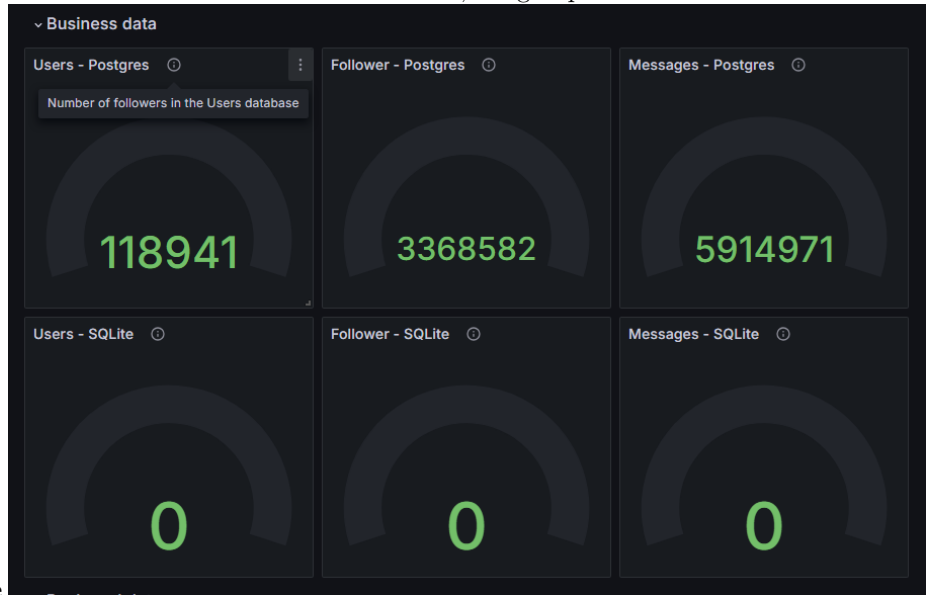 Business data
Users - Postgres
Follower - Postgres
Messages - Postgres
Number of followers in the Users database
118941
3368582
5914971
Users - SQLite
Follower - SQLite
Messages - SQLite
0
0
0